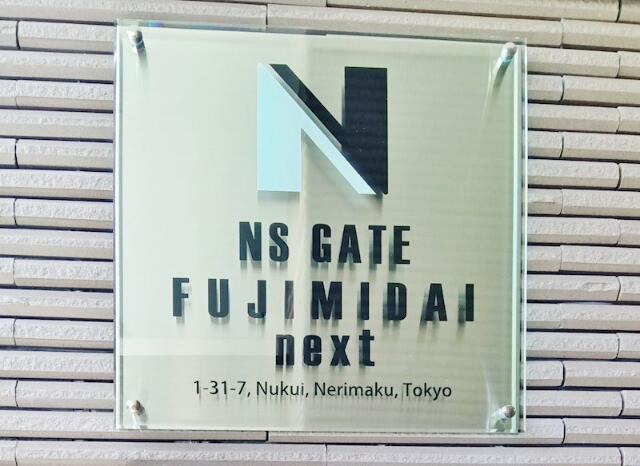 N
NS GATE
FUJIMIDAI
next
1-31-7, Nukui, Nerimaku, Tokyo